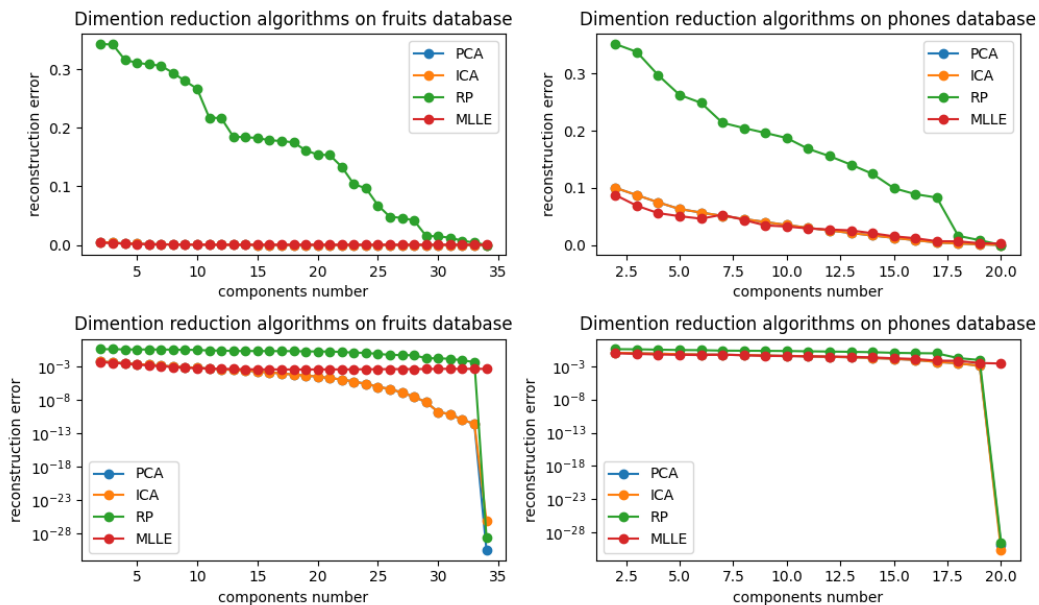 Dimention reduction algorithms on fruits database
reconstruction error
0.3
0.2
0.1
0.0
PCA
ICA
RP
MLLE
5
10
15
20
25
30
35
components number
Dimention reduction algorithms on phones database
reconstruction error
0.3
0.2
0.1
0.0
PCA
ICA
RP
MLLE
2.5
5.0
7.5
10.0
12.5
15.0
17.5
20.0
components number
Dimention reduction algorithms on fruits database
reconstruction error
10⁻³
10⁻⁸
10⁻¹³
10⁻¹⁸
10⁻²³
10⁻²⁸
PCA
ICA
RP
MLLE
5
10
15
20
25
30
35
components number
Dimention reduction algorithms on phones database
reconstruction error
10⁻³
10⁻⁸
10⁻¹³
10⁻¹⁸
10⁻²³
10⁻²⁸
PCA
ICA
RP
MLLE
2.5
5.0
7.5
10.0
12.5
15.0
17.5
20.0
components number